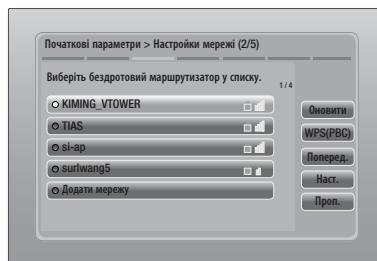 Початкові параметри > Настройки мережі (2/5)
Виберіть бездротовий маршрутизатор у списку.
1/4
KIMING_VTOWER
TIAS
si-ap
surlwang5
Додати мережу
Оновити
WPS(PBC)
Поперед.
Наст.
Проп.